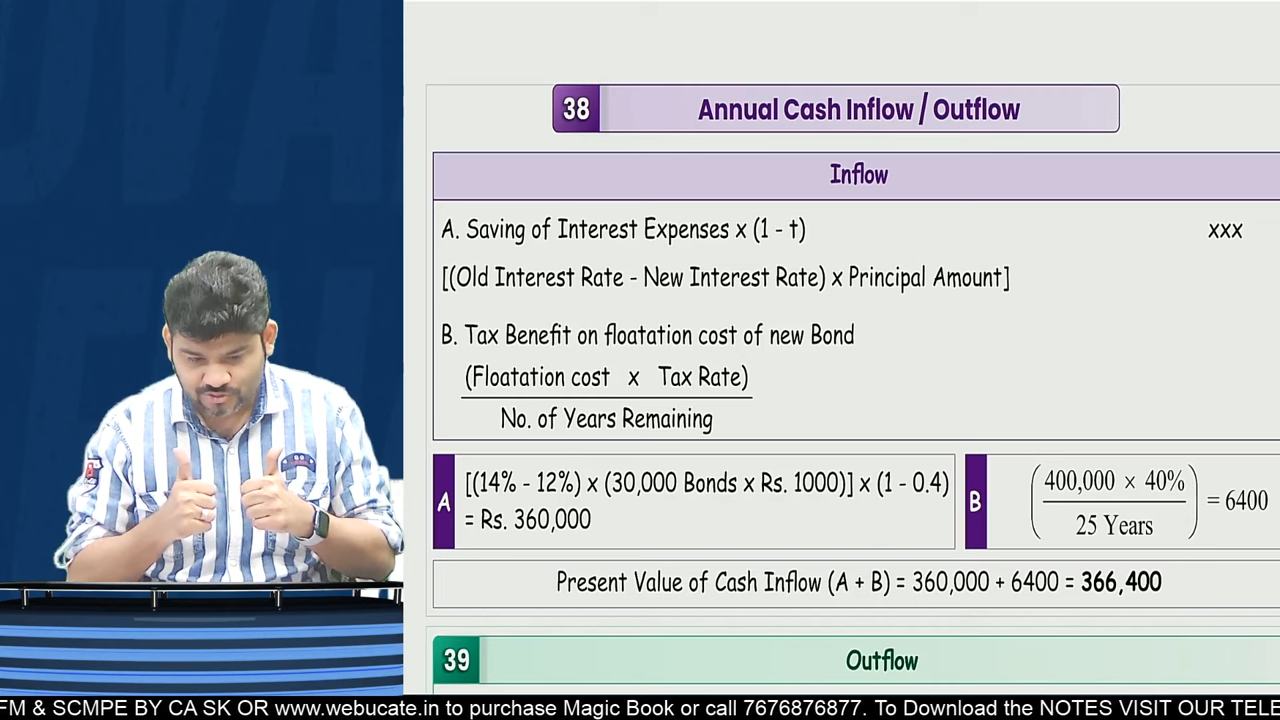 38 Annual Cash Inflow / Outflow
Inflow
A. Saving of Interest Expenses x (1 - t) xxx
[(Old Interest Rate - New Interest Rate) x Principal Amount]
B. Tax Benefit on floatation cost of new Bond
(Floatation cost x Tax Rate)
No. of Years Remaining
A [(14% - 12%) x (30,000 Bonds x Rs. 1000)] x (1 - 0.4)
= Rs. 360,000
B (400,000 × 40% / 25 Years) = 6400
Present Value of Cash Inflow (A + B) = 360,000 + 6400 = 366,400
39 Outflow
FM & SCMPE BY CA SK OR www.webucate.in to purchase Magic Book or call 7676876877. To Download the NOTES VISIT OUR TELE